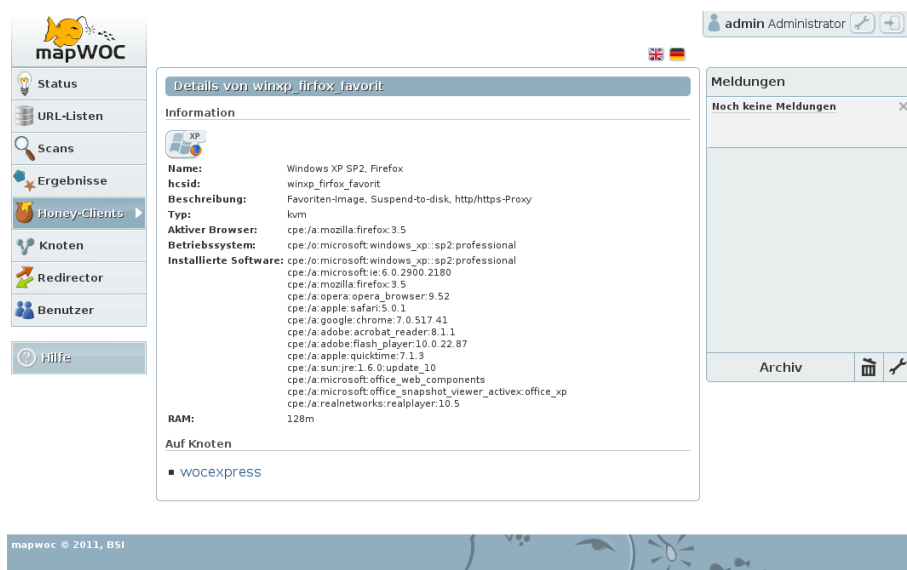 mapWOC
admin Administrator
Status
URL-Listen
Scans
Ergebnisse
Honey-Clients
Knoten
Redirector
Benutzer
Hilfe
Details von winxp_firfox_favorit
Information
XP
Name: Windows XP SP2, Firefox
hcsid: winxp_firfox_favorit
Beschreibung: Favoriten-Image, Suspend-to-disk, http/https-Proxy
Typ: kvm
Aktiver Browser: cpe:/a:mozilla:firefox:3.5
Betriebssystem: cpe:/o:microsoft:windows_xp::sp2:professional
Installierte Software: cpe:/o:microsoft:windows_xp::sp2:professional
cpe:/a:microsoft:ie:6.0.2900.2180
cpe:/a:mozilla:firefox:3.5
cpe:/a:opera:opera_browser:9.52
cpe:/a:apple:safari:5.0.1
cpe:/a:google:chrome:7.0.517.41
cpe:/a:adobe:acrobat_reader:8.1.1
cpe:/a:adobe:flash_player:10.0.22.87
cpe:/a:apple:quicktime:7.1.3
cpe:/a:sun:jre:1.6.0:update_10
cpe:/a:microsoft:office_web_components
cpe:/a:microsoft:office_snapshot_viewer_activex:office_xp
cpe:/a:realnetworks:realplayer:10.5
RAM: 128m
Auf Knoten
wocexpress
Meldungen
Noch keine Meldungen
Archiv
mapwoc © 2011, BSI